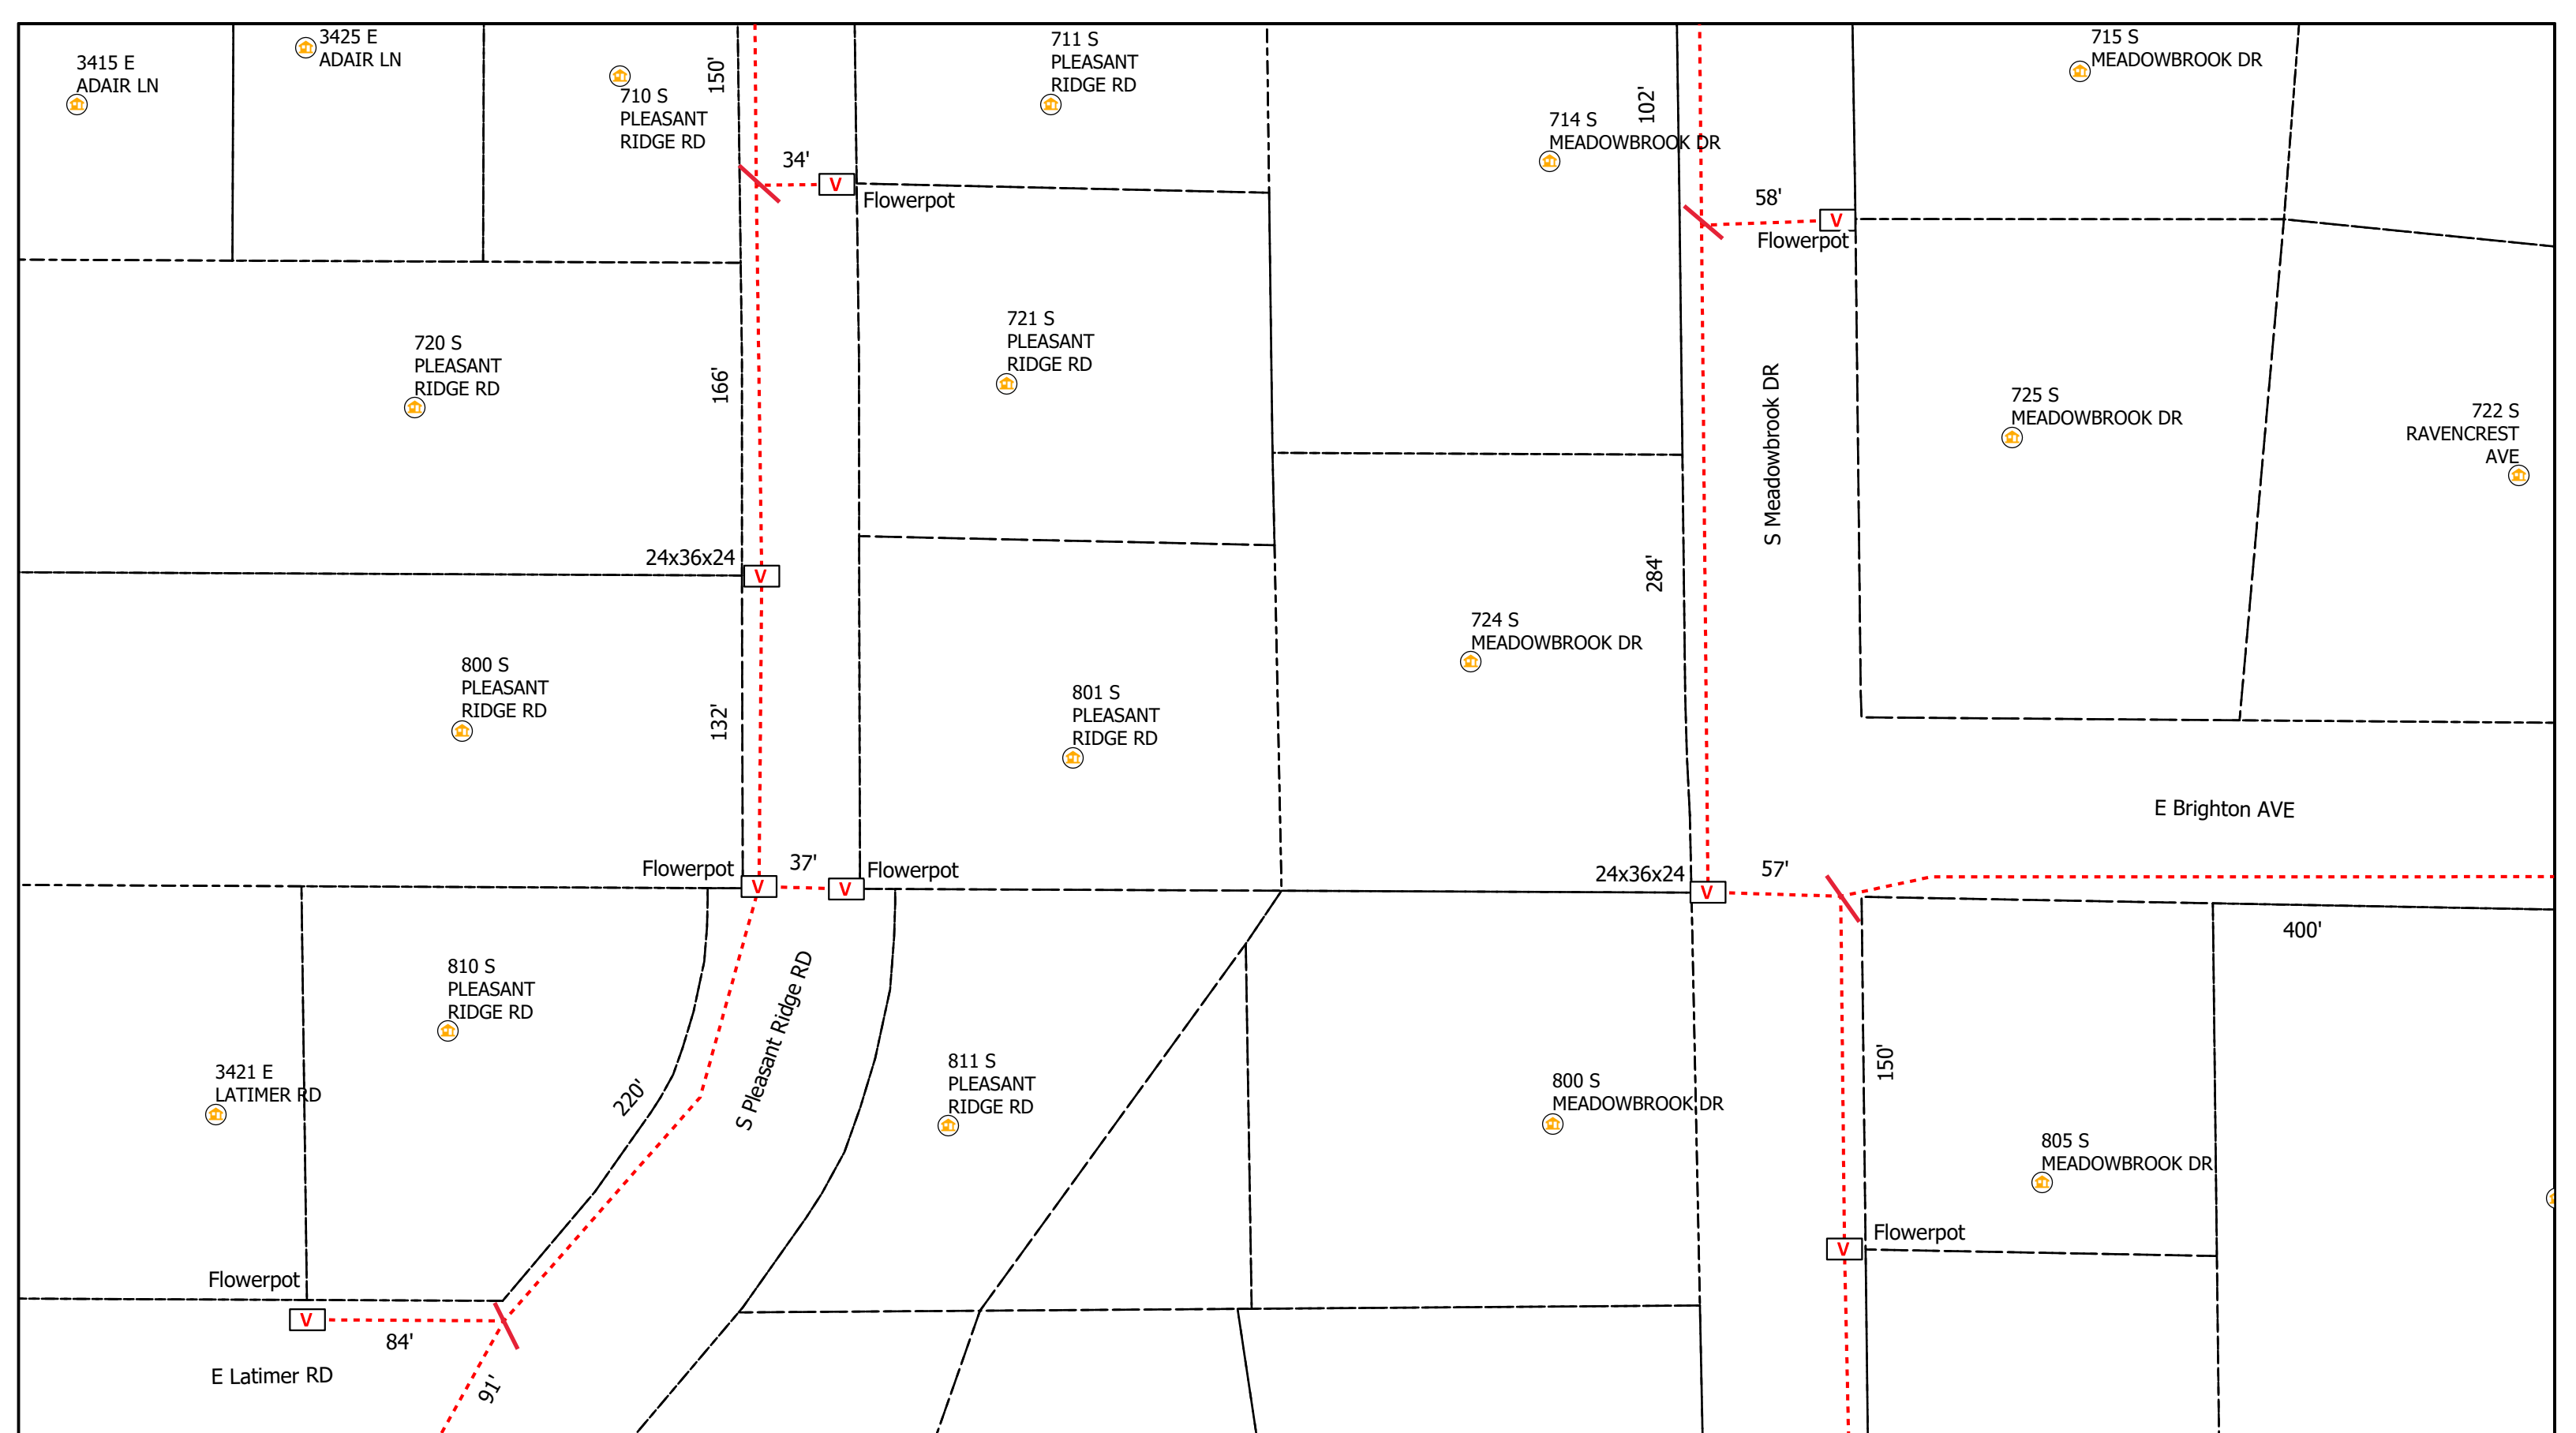 3415 E
ADAIR LN
3425 E
ADAIR LN
710 S
PLEASANT
RIDGE RD
150'
34'
V
Flowerpot
711 S
PLEASANT
RIDGE RD
714 S
MEADOWBROOK DR
102'
58'
V
Flowerpot
715 S
MEADOWBROOK DR
720 S
PLEASANT
RIDGE RD
166'
721 S
PLEASANT
RIDGE RD
S Meadowbrook DR
725 S
MEADOWBROOK DR
722 S
RAVENCREST
AVE
24x36x24
V
284'
800 S
PLEASANT
RIDGE RD
132'
801 S
PLEASANT
RIDGE RD
724 S
MEADOWBROOK DR
E Brighton AVE
Flowerpot
V
37'
V
Flowerpot
24x36x24
V
57'
400'
810 S
PLEASANT
RIDGE RD
3421 E
LATIMER RD
220'
S Pleasant Ridge RD
811 S
PLEASANT
RIDGE RD
800 S
MEADOWBROOK DR
150'
805 S
MEADOWBROOK DR
Flowerpot
V
Flowerpot
V
84'
91'
E Latimer RD